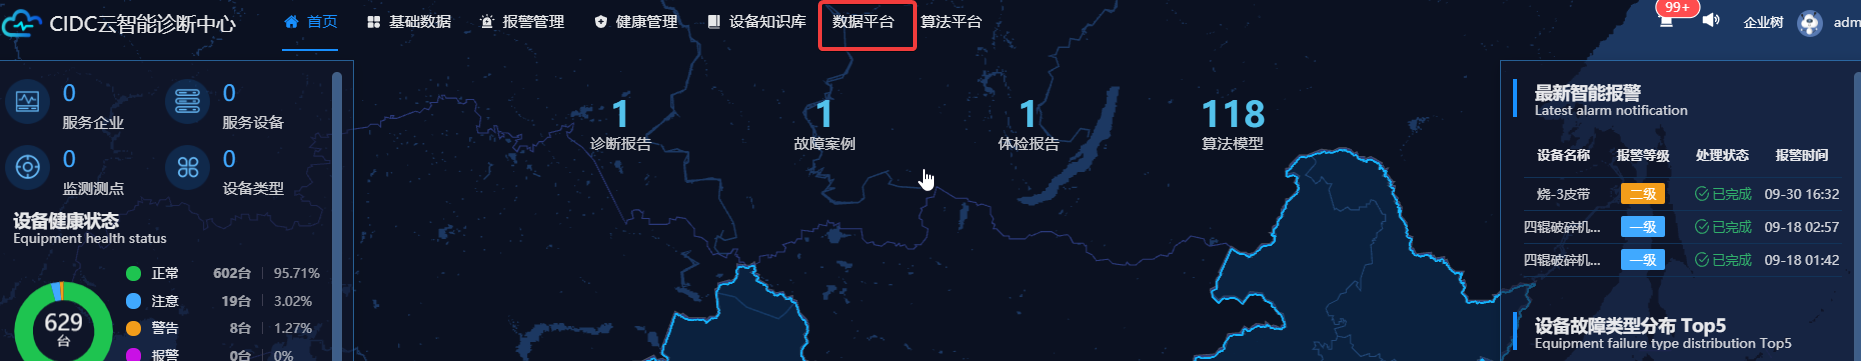 CIDC云智能诊断中心
首页 基础数据 报警管理 健康管理 设备知识库 数据平台 算法平台
99+
企业树
adm
0
服务企业
0
服务设备
0
监测测点
0
设备类型
设备健康状态
Equipment health status
629
台
正常 602台 95.71%
注意 19台 3.02%
警告 8台 1.27%
报警 0台 0%
1
诊断报告
1
故障案例
1
体检报告
118
算法模型
最新智能报警
Latest alarm notification
设备名称 报警等级 处理状态 报警时间
烧-3皮带 二级 已完成 09-30 16:32
四辊破碎机... 一级 已完成 09-18 02:57
四辊破碎机... 一级 已完成 09-18 01:42
设备故障类型分布 Top5
Equipment failure type distribution Top5